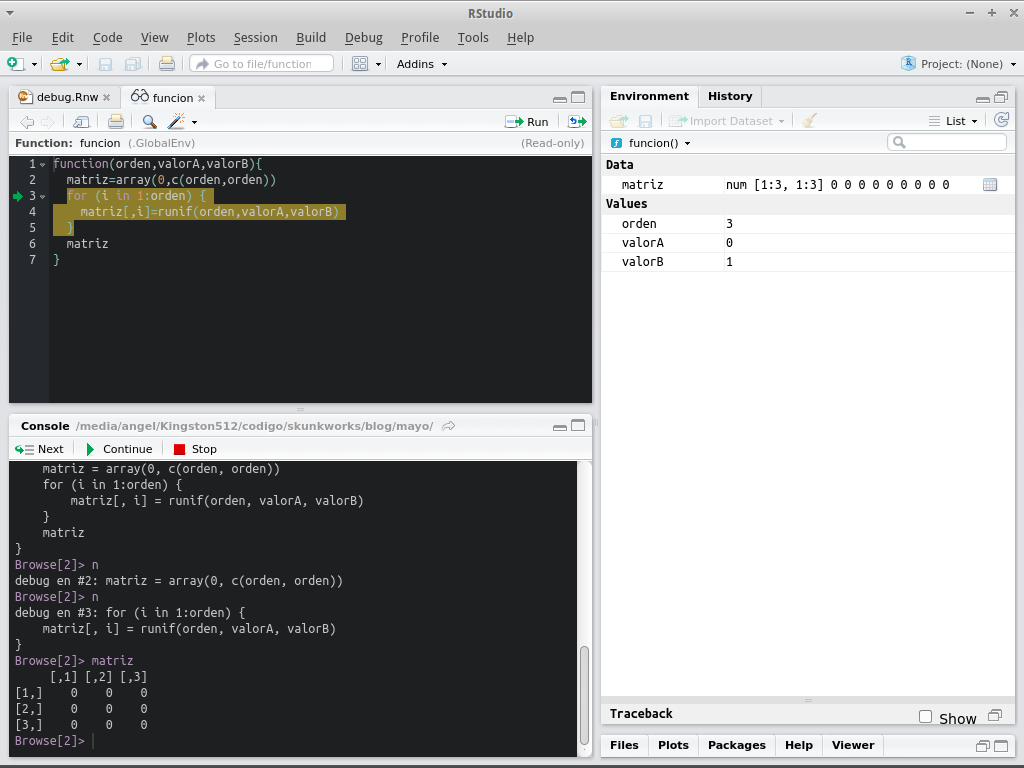 RStudio
File Edit Code View Plots Session Build Debug Profile Tools Help
Go to file/function Addins Project: (None)
debug.Rnw funcion
Run
Function: funcion (.GlobalEnv) (Read-only)
1 function(orden,valorA,valorB){
2 matriz=array(0,c(orden,orden))
3 for (i in 1:orden) {
4 matriz[,i]=runif(orden,valorA,valorB)
5 }
6 matriz
7 }
Console /media/angel/Kingston512/codigo/skunkworks/blog/mayo/
Next Continue Stop
matriz = array(0, c(orden, orden))
for (i in 1:orden) {
matriz[, i] = runif(orden, valorA, valorB)
}
matriz
}
Browse[2]> n
debug en #2: matriz = array(0, c(orden, orden))
Browse[2]> n
debug en #3: for (i in 1:orden) {
matriz[, i] = runif(orden, valorA, valorB)
}
Browse[2]> matriz
[,1] [,2] [,3]
[1,] 0 0 0
[2,] 0 0 0
[3,] 0 0 0
Browse[2]>
Environment History
Import Dataset List
funcion()
Data
matriz num [1:3, 1:3] 0 0 0 0 0 0 0 0 0
Values
orden 3
valorA 0
valorB 1
Traceback Show
Files Plots Packages Help Viewer